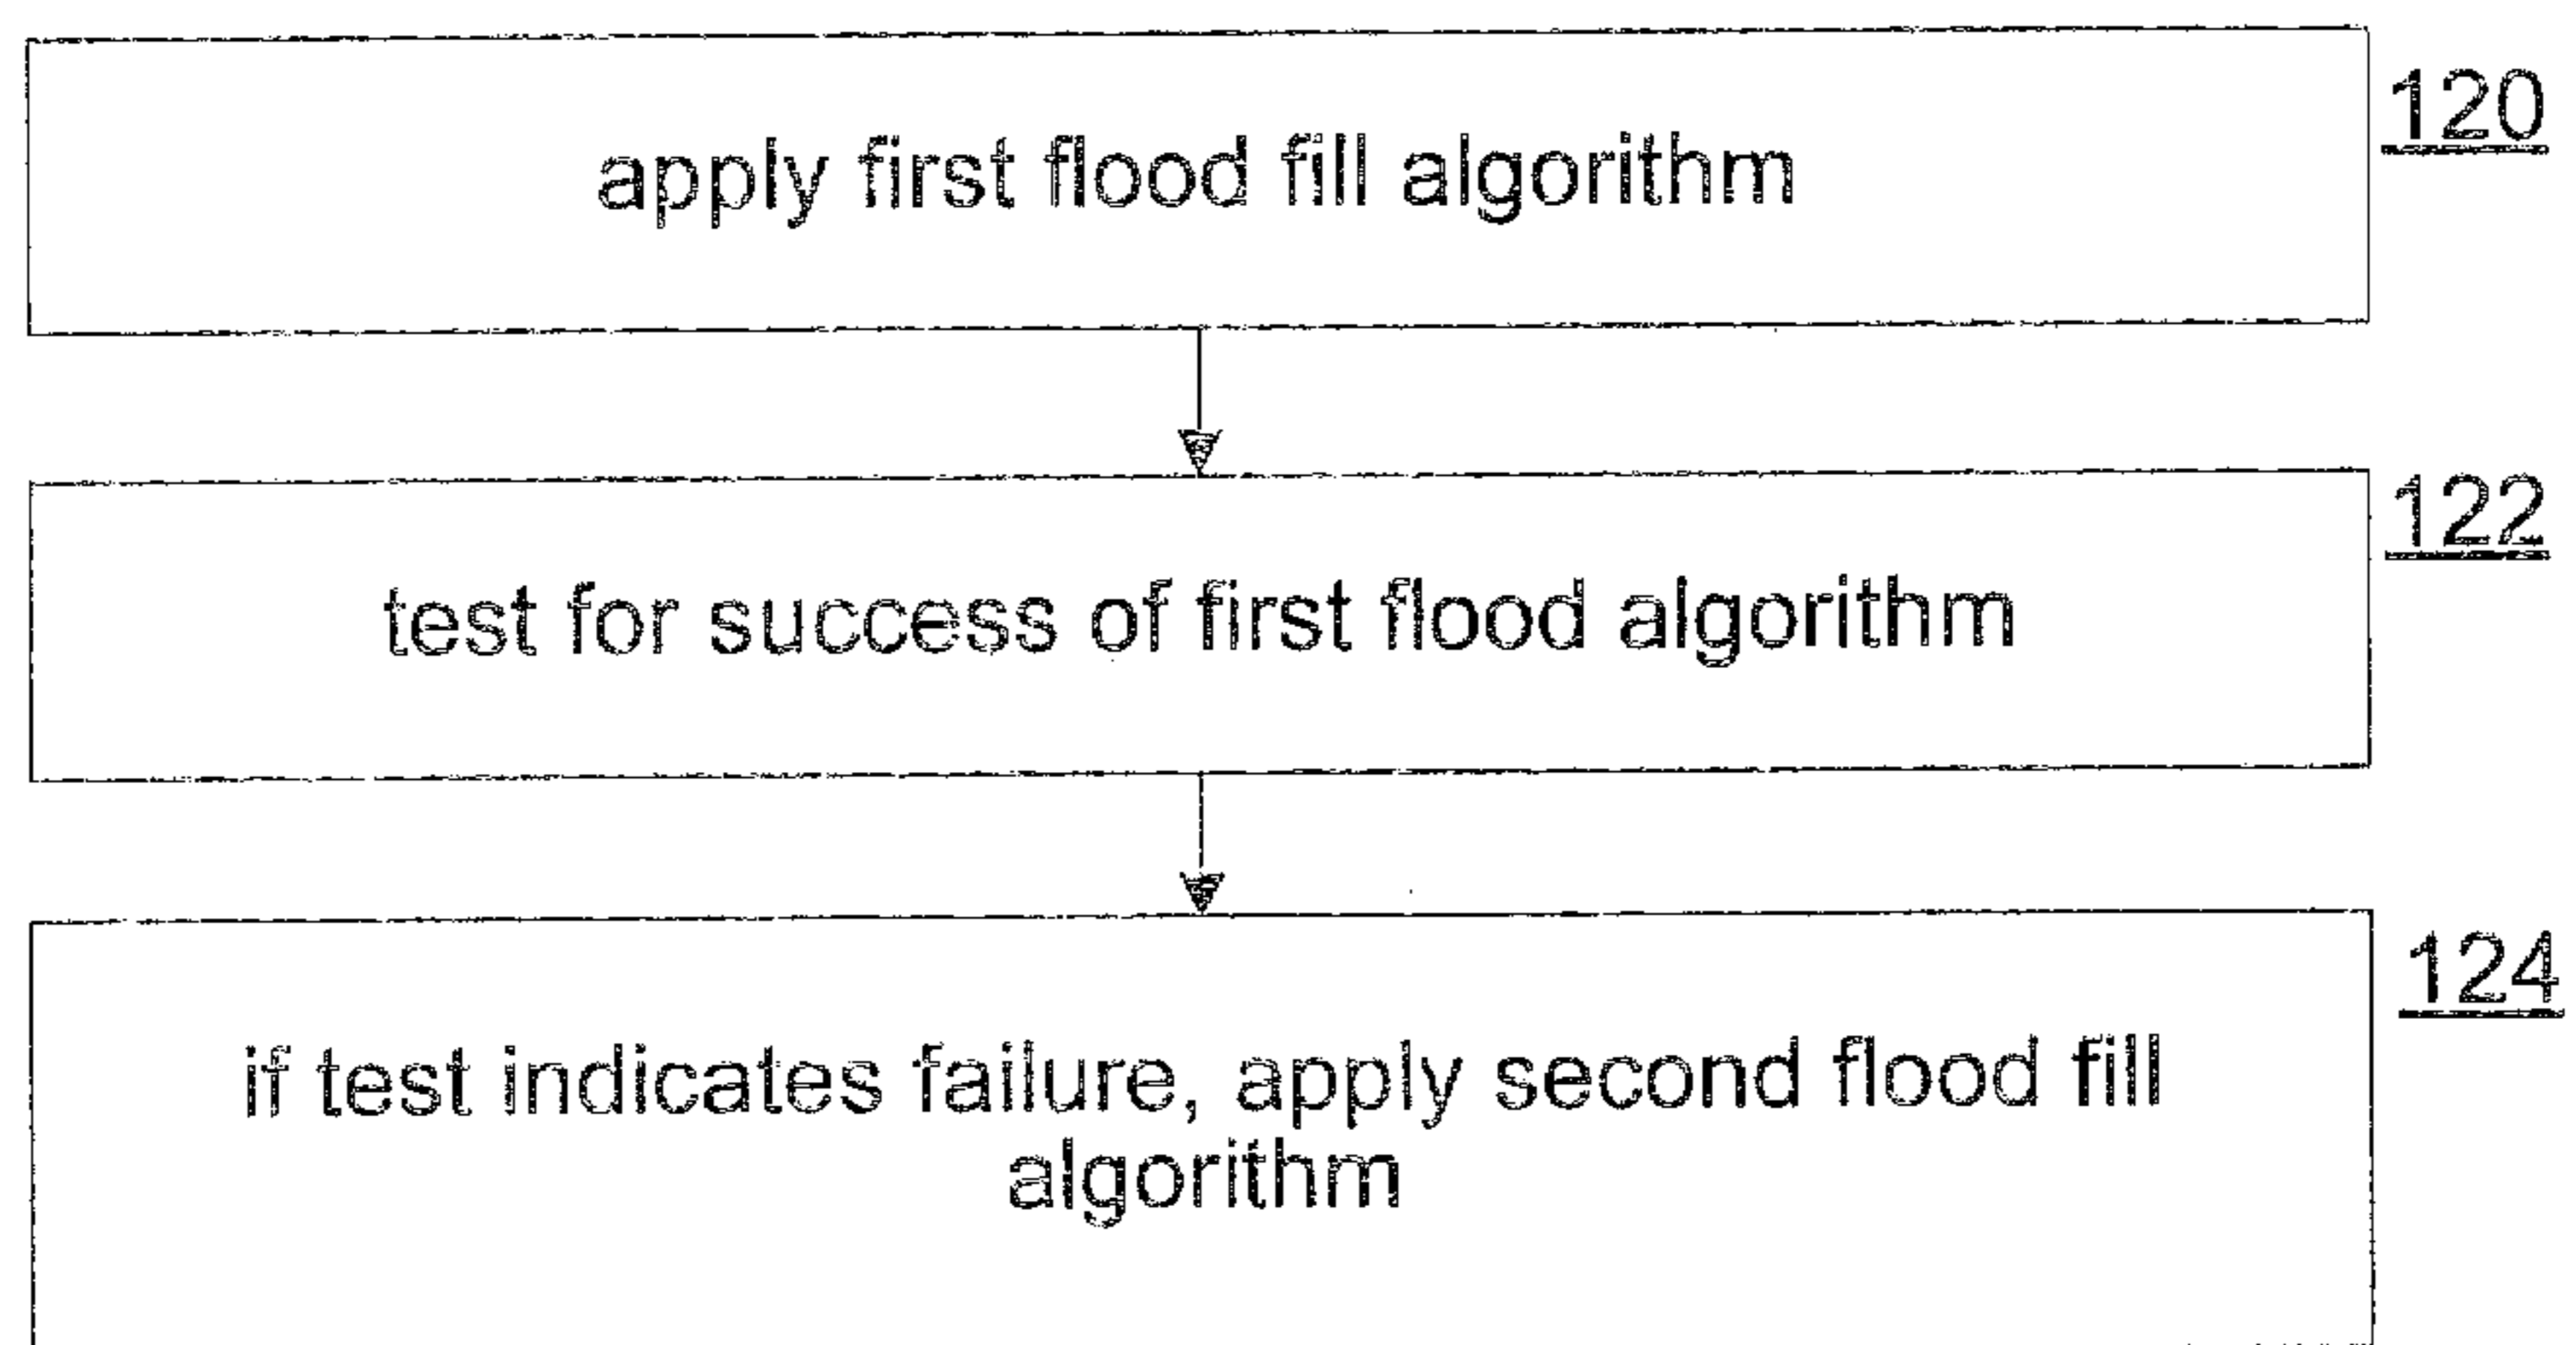 120
apply first flood fill algorithm
122
test for success of first flood algorithm
124
if test indicates failure, apply second flood fill
algorithm